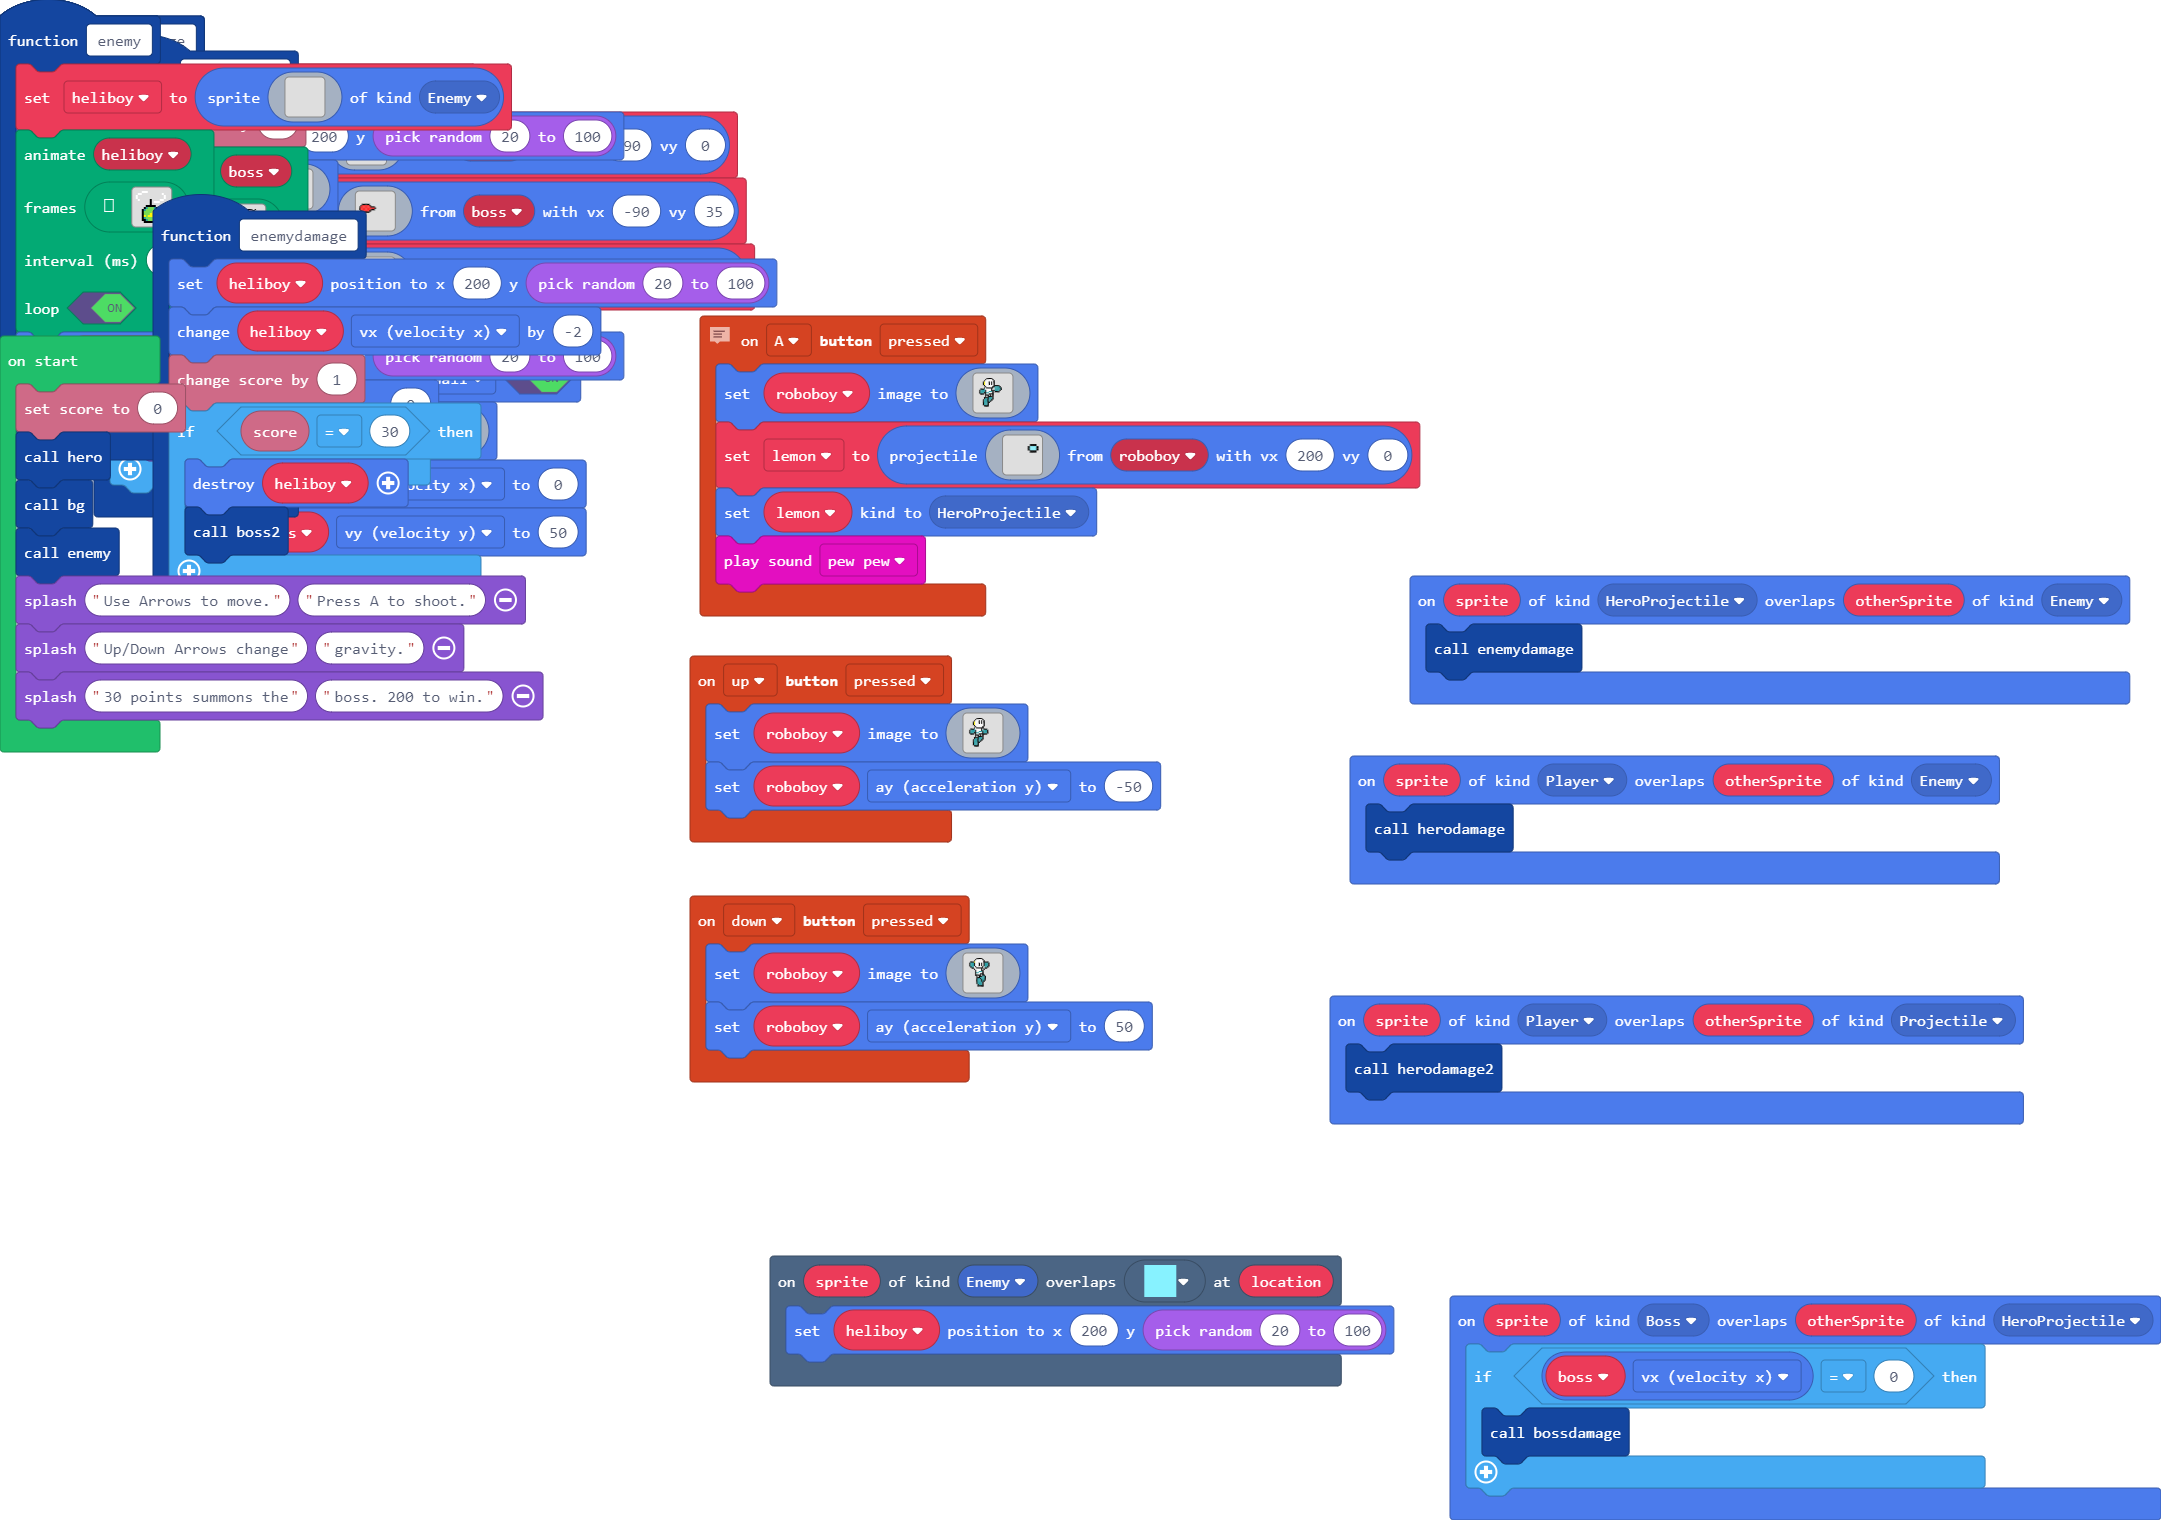 function enemy
set heliboy to sprite of kind Enemy
200 y pick random 20 to 100
90 vy 0
animate heliboy
boss
frames
from boss with vx -90 vy 35
function enemydamage
interval (ms)
set heliboy position to x 200 y pick random 20 to 100
loop ON
change heliboy vx (velocity x) by -2
pick random 20 to 100
on start
change score by 1
set score to 0
if score = 30 then
call hero
destroy heliboy
x) to 0
call bg
call boss2
vy (velocity y) to 50
call enemy
splash "Use Arrows to move." "Press A to shoot."
splash "Up/Down Arrows change" "gravity."
splash "30 points summons the" "boss. 200 to win."
on A button pressed
set roboboy image to
set lemon to projectile from roboboy with vx 200 vy 0
set lemon kind to HeroProjectile
play sound pew pew
on up button pressed
set roboboy image to
set roboboy ay (acceleration y) to -50
on down button pressed
set roboboy image to
set roboboy ay (acceleration y) to 50
on sprite of kind HeroProjectile overlaps otherSprite of kind Enemy
call enemydamage
on sprite of kind Player overlaps otherSprite of kind Enemy
call herodamage
on sprite of kind Player overlaps otherSprite of kind Projectile
call herodamage2
on sprite of kind Enemy overlaps at location
set heliboy position to x 200 y pick random 20 to 100
on sprite of kind Boss overlaps otherSprite of kind HeroProjectile
if boss vx (velocity x) = 0 then
call bossdamage